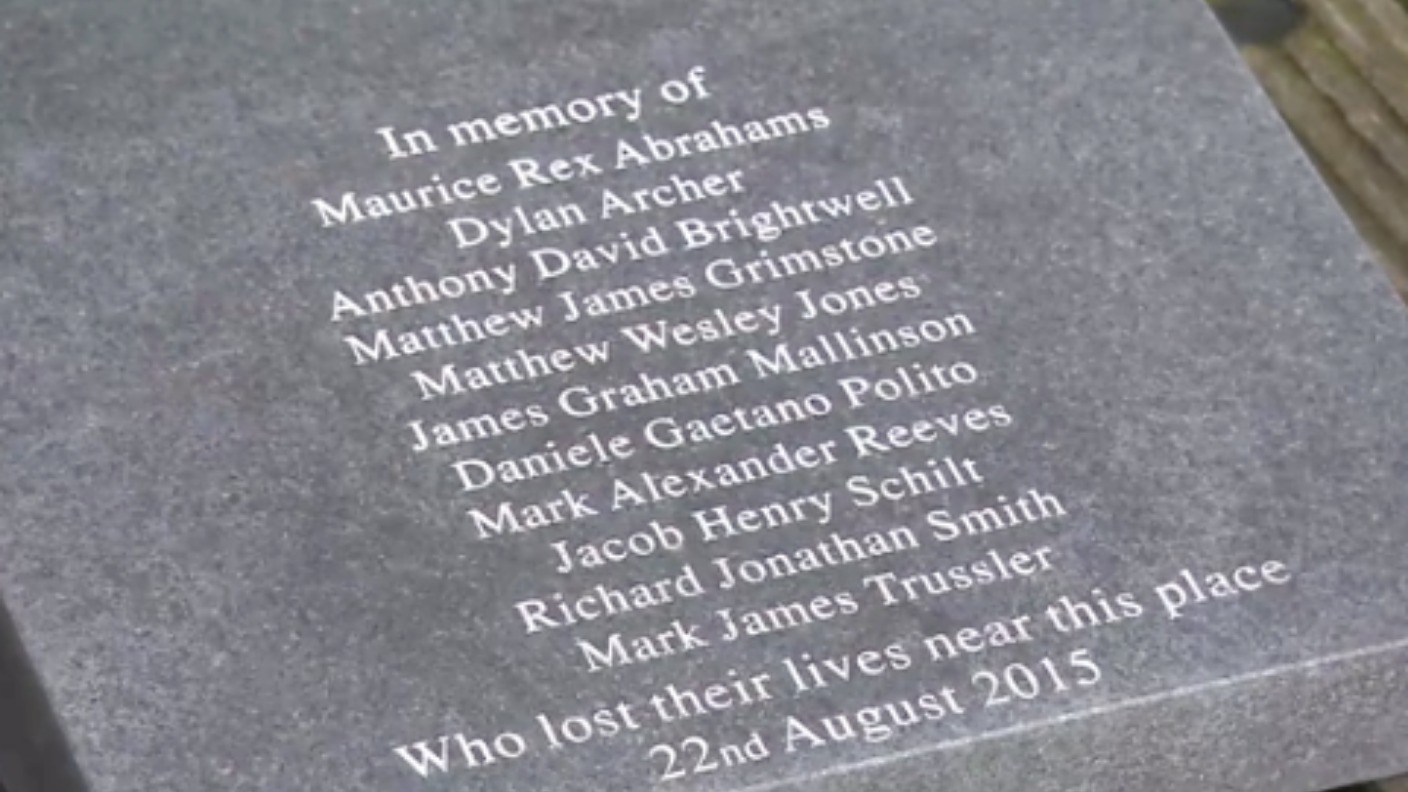 In memory of
Maurice Rex Abrahams
Dylan Archer
Anthony David Brightwell
Matthew James Grimstone
Matthew Wesley Jones
James Graham Mallinson
Daniele Gaetano Polito
Mark Alexander Reeves
Jacob Henry Schilt
Richard Jonathan Smith
Mark James Trussler
Who lost their lives near this place
22nd August 2015